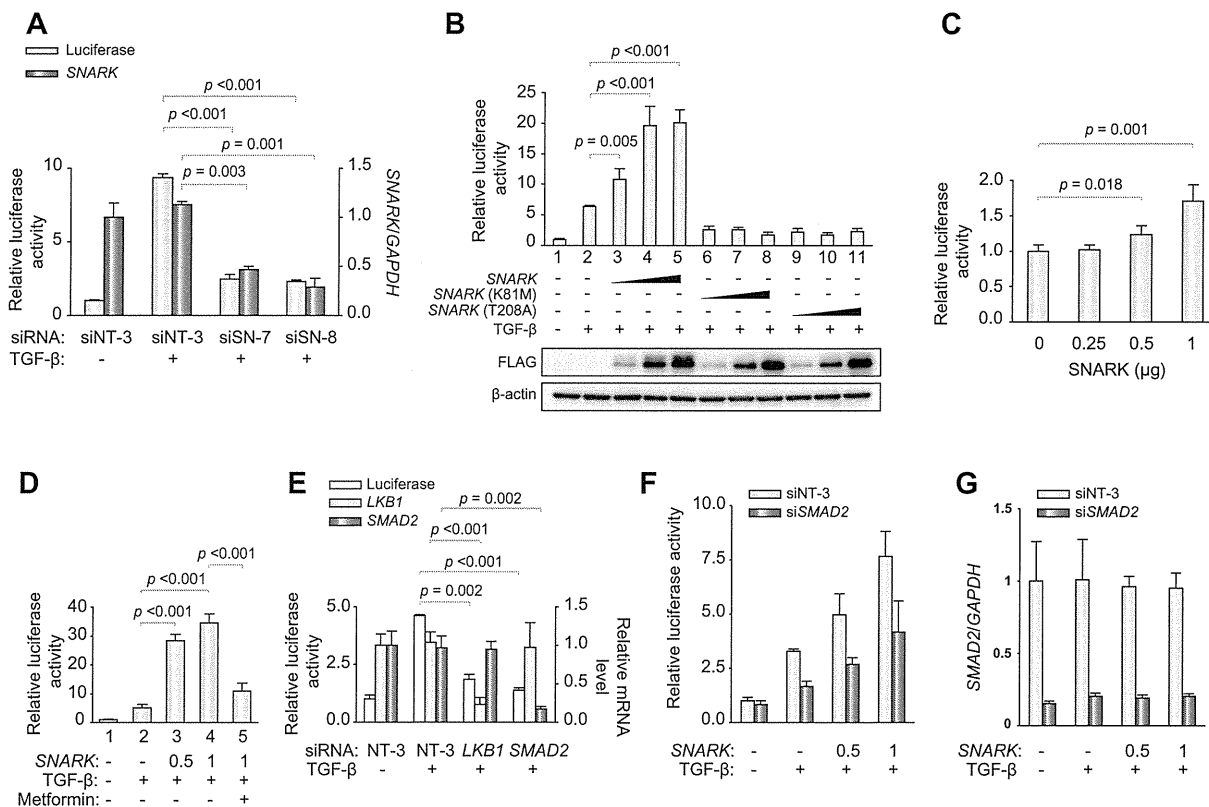 A
Luciferase
SNARK
p <0.001
p <0.001
p = 0.001
p = 0.003
10
5
0
Relative luciferase
activity
1.5
1.0
0.5
0.0
SNARK/GAPDH
siRNA: siNT-3 siNT-3 siSN-7 siSN-8
TGF-β: - + + +
B
p <0.001
p <0.001
p = 0.005
25
20
15
10
5
0
Relative luciferase
activity
1 2 3 4 5 6 7 8 9 10 11
SNARK - - - - - - - -
SNARK (K81M) - - - - - - - -
SNARK (T208A) - - - - - - - -
TGF-β - + + + + + + + + + +
FLAG
β-actin
C
p = 0.001
p = 0.018
2.0
1.5
1.0
0.5
0.0
Relative luciferase
activity
0 0.25 0.5 1
SNARK (µg)
D
p <0.001
p <0.001
p <0.001
40
30
20
10
0
Relative luciferase
activity
1 2 3 4 5
SNARK: - - 0.5 1 1
TGF-β: - + + + +
Metformin: - - - - +
E
Luciferase
LKB1
SMAD2
p = 0.002
p <0.001
p <0.001
p = 0.002
5.0
2.5
0.0
Relative luciferase
activity
1.5
1.0
0.5
0.0
Relative mRNA
level
siRNA: NT-3 NT-3 LKB1 SMAD2
TGF-β: - + + +
F
siNT-3
siSMAD2
10.0
7.5
5.0
2.5
0.0
Relative luciferase activity
SNARK: - - 0.5 1
TGF-β: - + + +
G
siNT-3
siSMAD2
1.5
1
0.5
0
SMAD2/GAPDH
SNARK: - - 0.5 1
TGF-β: - + + +